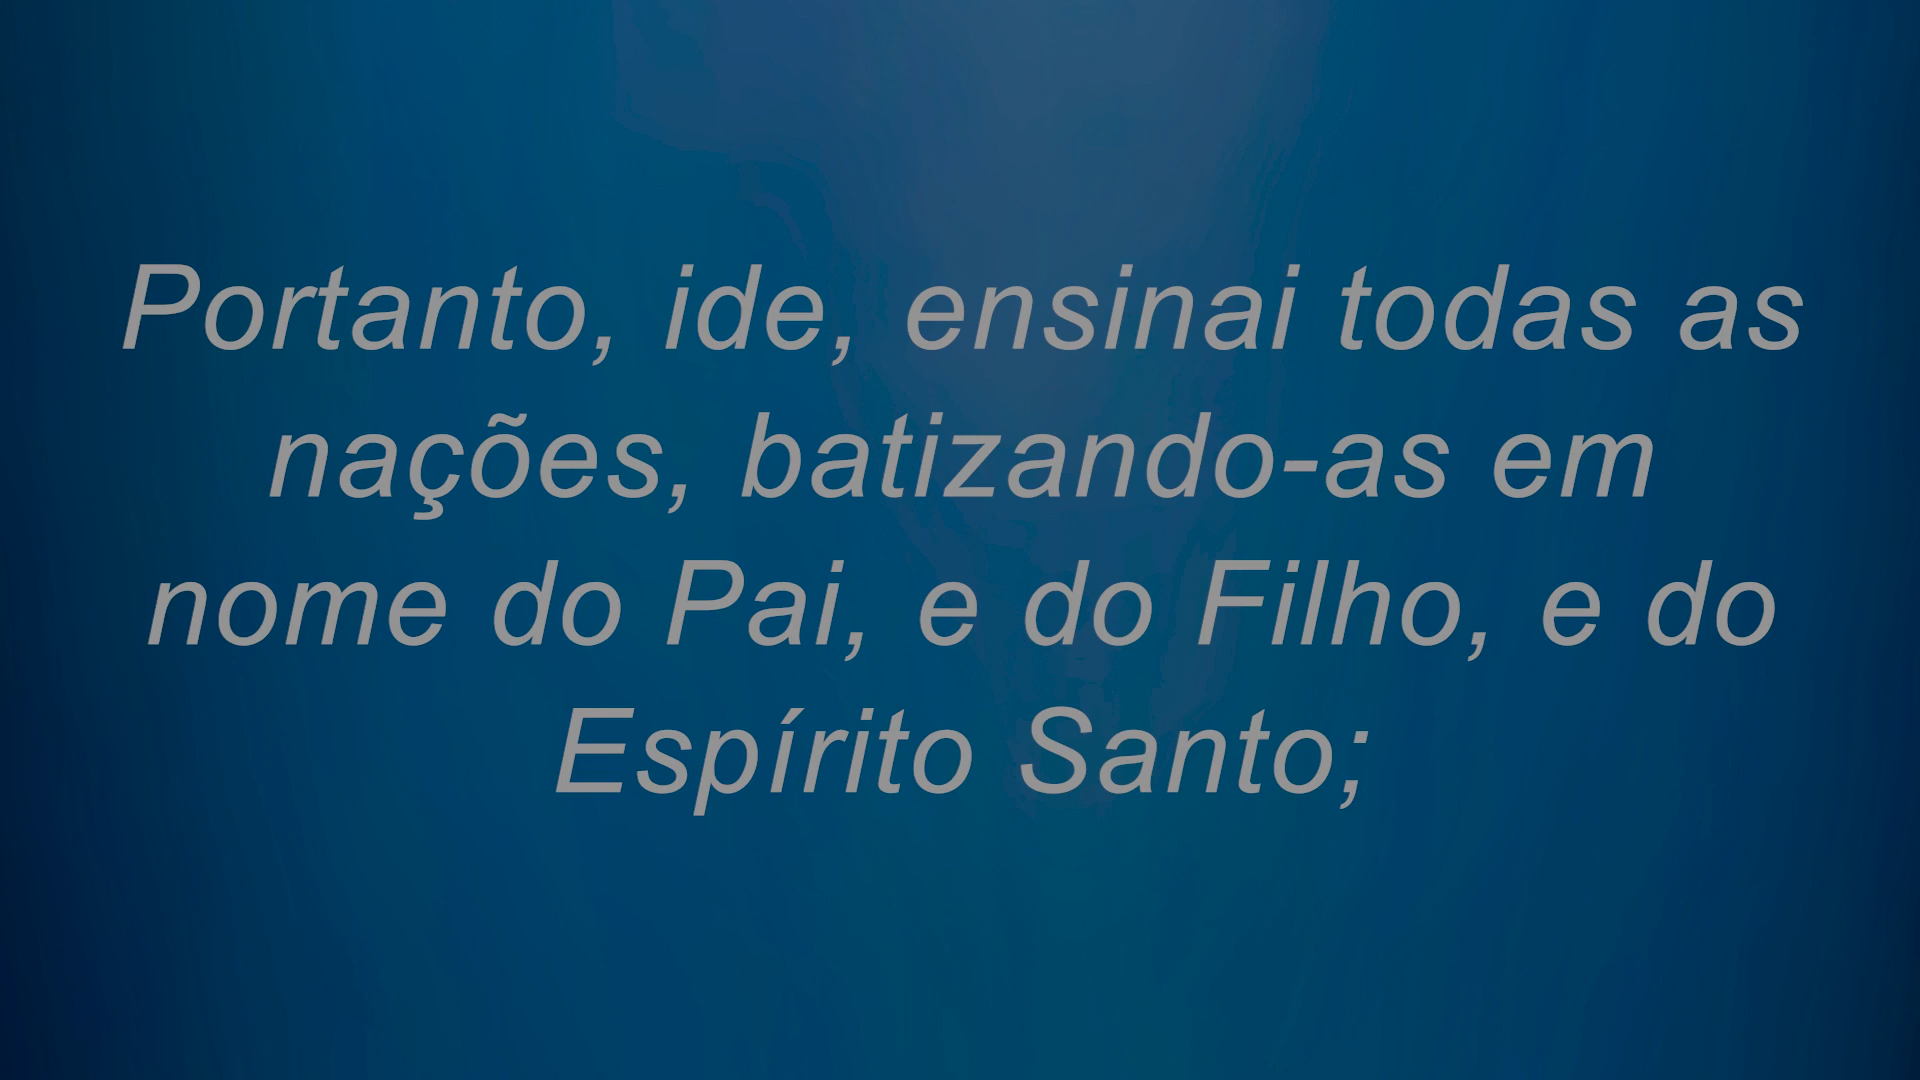 Portanto, ide, ensinai todas as
nações, batizando-as em
nome do Pai, e do Filho, e do
Espírito Santo;